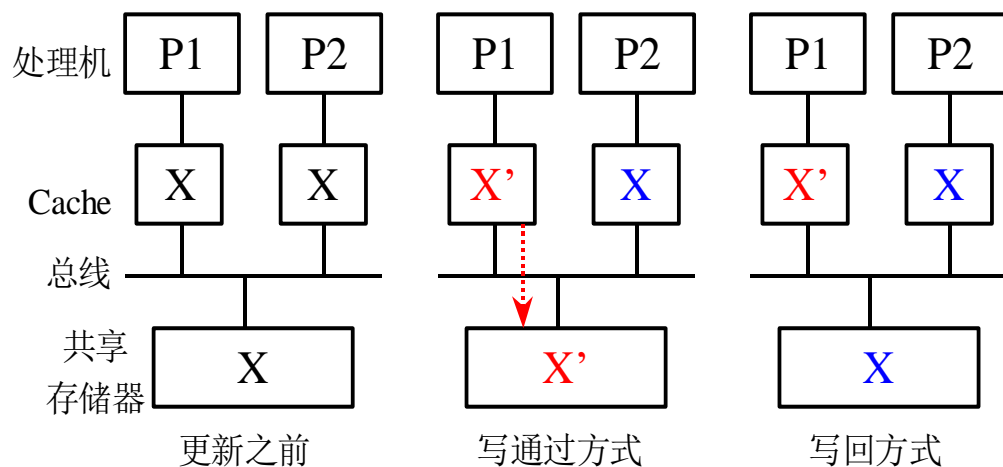 处理机 P1 P2 P1 P2 P1 P2
Cache X X X’ X X’ X
总线
共享
存储器
X X’ X
更新之前 写通过方式 写回方式